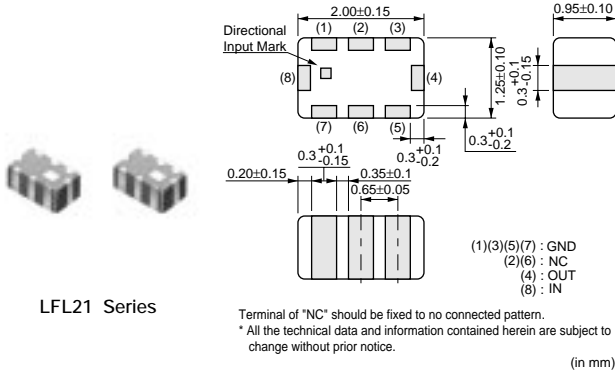 2.00±0.15
0.95±0.10
Directional
Input Mark
(1) (2) (3)
(8)
(4)
(7) (6) (5)
1.25±0.10
0.3+0.1-0.15
0.3+0.1-0.2
0.3+0.1-0.2
0.3+0.1-0.15
0.20±0.15
0.35±0.1
0.65±0.05
(1)(3)(5)(7) : GND
(2)(6) : NC
(4) : OUT
(8) : IN
LFL21 Series
Terminal of "NC" should be fixed to no connected pattern.
* All the technical data and information contained herein are subject to
change without prior notice.
(in mm)